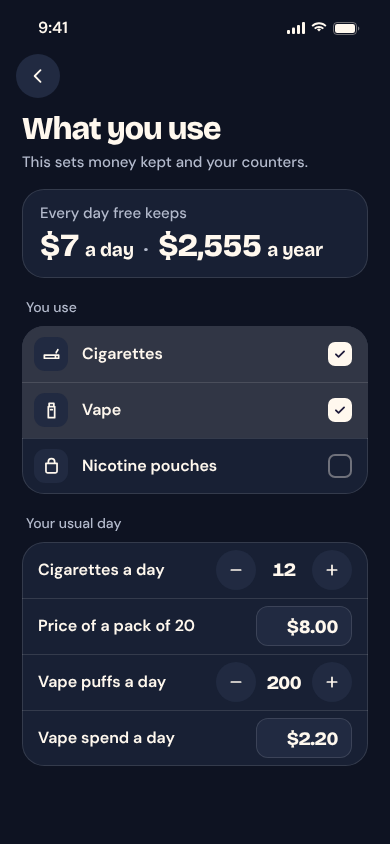 9:41
What you use
This sets money kept and your counters.
Every day free keeps
$7 a day · $2,555 a year
You use
Cigarettes
Vape
Nicotine pouches
Your usual day
Cigarettes a day − 12 +
Price of a pack of 20 $8.00
Vape puffs a day − 200 +
Vape spend a day $2.20